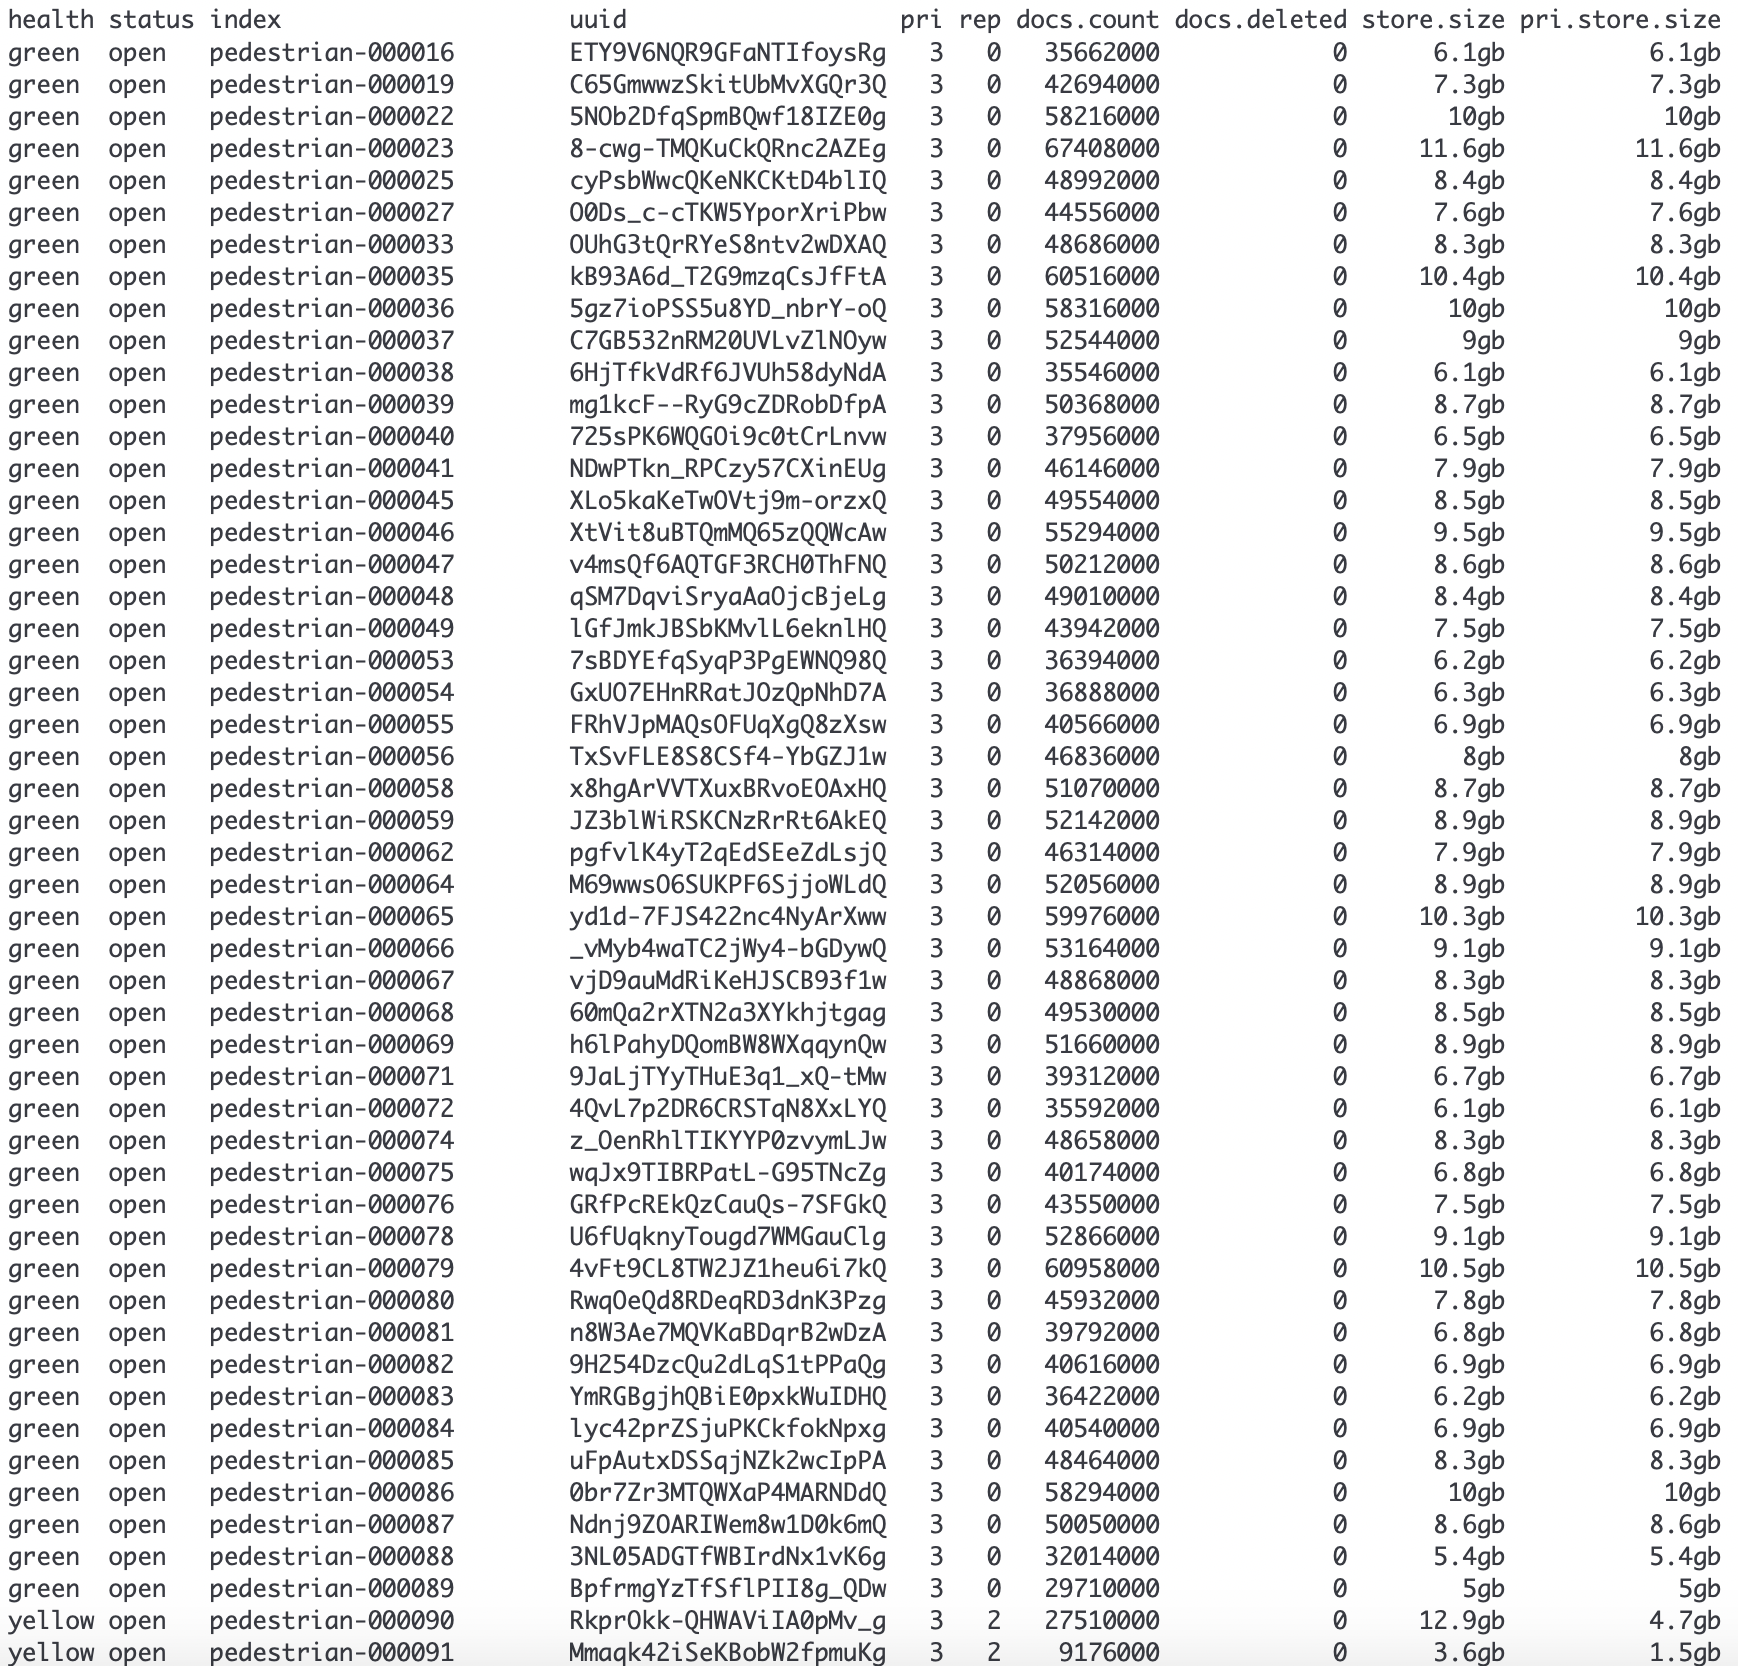 health status index uuid pri rep docs.count docs.deleted store.size pri.store.size
green open pedestrian-000016 ETY9V6NQR9GFaNTIfoysRg 3 0 35662000 0 6.1gb 6.1gb
green open pedestrian-000019 C65GmwwzSkitUbMvXGQr3Q 3 0 42694000 0 7.3gb 7.3gb
green open pedestrian-000022 5NOb2DfqSpmBQwf18IZE0g 3 0 58216000 0 10gb 10gb
green open pedestrian-000023 8-cwg-TMQKuCkQRnc2AZEg 3 0 67408000 0 11.6gb 11.6gb
green open pedestrian-000025 cyPsbWwcQKeNKCKtD4blIQ 3 0 48992000 0 8.4gb 8.4gb
green open pedestrian-000027 O0Ds_c-cTKW5YporXriPbw 3 0 44556000 0 7.6gb 7.6gb
green open pedestrian-000033 OUhG3tQrRYeS8ntv2wDXAQ 3 0 48686000 0 8.3gb 8.3gb
green open pedestrian-000035 kB93A6d_T2G9mzqCsJfFtA 3 0 60516000 0 10.4gb 10.4gb
green open pedestrian-000036 5gz7ioPSS5u8YD_nbrY-oQ 3 0 58316000 0 10gb 10gb
green open pedestrian-000037 C7GB532nRM20UVLvZlNOyw 3 0 52544000 0 9gb 9gb
green open pedestrian-000038 6HjTfkVdRf6JVUh58dyNdA 3 0 35546000 0 6.1gb 6.1gb
green open pedestrian-000039 mg1kcF--RyG9cZDRobDfpA 3 0 50368000 0 8.7gb 8.7gb
green open pedestrian-000040 725sPK6WQGOi9c0tCrLnvw 3 0 37956000 0 6.5gb 6.5gb
green open pedestrian-000041 NDwPTkn_RPCzy57CXinEUg 3 0 46146000 0 7.9gb 7.9gb
green open pedestrian-000045 XLo5kaKeTwOVtj9m-orzxQ 3 0 49554000 0 8.5gb 8.5gb
green open pedestrian-000046 XtVit8uBTQmMQ65zQQWcAw 3 0 55294000 0 9.5gb 9.5gb
green open pedestrian-000047 v4msQf6AQTGF3RCH0ThFNQ 3 0 50212000 0 8.6gb 8.6gb
green open pedestrian-000048 qSM7DqviSryaAaOjcBjeLg 3 0 49010000 0 8.4gb 8.4gb
green open pedestrian-000049 lGfJmkJBSbKMvlL6eknlHQ 3 0 43942000 0 7.5gb 7.5gb
green open pedestrian-000053 7sBDYEfqSyqP3PgEWNQ98Q 3 0 36394000 0 6.2gb 6.2gb
green open pedestrian-000054 GxUO7EHnRRatJOzQpNhD7A 3 0 36888000 0 6.3gb 6.3gb
green open pedestrian-000055 FRhVJpMAQsOFUqXgQ8zXsw 3 0 40566000 0 6.9gb 6.9gb
green open pedestrian-000056 TxSvFLE8S8CSf4-YbGZJ1w 3 0 46836000 0 8gb 8gb
green open pedestrian-000058 x8hgArVVTXuxBRvoEOAxHQ 3 0 51070000 0 8.7gb 8.7gb
green open pedestrian-000059 JZ3blWiRSKCNzRrRt6AkEQ 3 0 52142000 0 8.9gb 8.9gb
green open pedestrian-000062 pgfvlK4yT2qEdSEeZdLsjQ 3 0 46314000 0 7.9gb 7.9gb
green open pedestrian-000064 M69wwsO6SUKPF6SjjoWLdQ 3 0 52056000 0 8.9gb 8.9gb
green open pedestrian-000065 yd1d-7FJS422nc4NyArXww 3 0 59976000 0 10.3gb 10.3gb
green open pedestrian-000066 _vMyb4waTC2jWy4-bGDywQ 3 0 53164000 0 9.1gb 9.1gb
green open pedestrian-000067 vjD9auMdRiKeHJSCB93f1w 3 0 48868000 0 8.3gb 8.3gb
green open pedestrian-000068 60mQa2rXTN2a3XYkhjtgag 3 0 49530000 0 8.5gb 8.5gb
green open pedestrian-000069 h6lPahyDQomBW8WXqqynQw 3 0 51660000 0 8.9gb 8.9gb
green open pedestrian-000071 9JaLjTYyTHuE3q1_xQ-tMw 3 0 39312000 0 6.7gb 6.7gb
green open pedestrian-000072 4QvL7p2DR6CRSTqN8XxLYQ 3 0 35592000 0 6.1gb 6.1gb
green open pedestrian-000074 z_OenRhlTIKYYP0zvymLJw 3 0 48658000 0 8.3gb 8.3gb
green open pedestrian-000075 wqJx9TIBRPatL-G95TNcZg 3 0 40174000 0 6.8gb 6.8gb
green open pedestrian-000076 GRfPcREkQzCauQs-7SFGkQ 3 0 43550000 0 7.5gb 7.5gb
green open pedestrian-000078 U6fUqknyTougd7WMGauClg 3 0 52866000 0 9.1gb 9.1gb
green open pedestrian-000079 4vFt9CL8TW2JZ1heu6i7kQ 3 0 60958000 0 10.5gb 10.5gb
green open pedestrian-000080 RwqOeQd8RDeqRD3dnK3Pzg 3 0 45932000 0 7.8gb 7.8gb
green open pedestrian-000081 n8W3Ae7MQVKaBDqrB2wDzA 3 0 39792000 0 6.8gb 6.8gb
green open pedestrian-000082 9H254DzcQu2dLqS1tPPaQg 3 0 40616000 0 6.9gb 6.9gb
green open pedestrian-000083 YmRGBgjhQBiE0pxkWuIDHQ 3 0 36422000 0 6.2gb 6.2gb
green open pedestrian-000084 lyc42prZSjuPKCkfokNpxg 3 0 40540000 0 6.9gb 6.9gb
green open pedestrian-000085 uFpAutxDSSqjNZk2wcIpPA 3 0 48464000 0 8.3gb 8.3gb
green open pedestrian-000086 0br7Zr3MTQWXaP4MARNDdQ 3 0 58294000 0 10gb 10gb
green open pedestrian-000087 Ndnj9ZOARIWem8w1D0k6mQ 3 0 50050000 0 8.6gb 8.6gb
green open pedestrian-000088 3NL05ADGTfWBIrdNx1vK6g 3 0 32014000 0 5.4gb 5.4gb
green open pedestrian-000089 BpfrmgYzTfSflPII8g_QDw 3 0 29710000 0 5gb 5gb
yellow open pedestrian-000090 RkprOkk-QHWAViIA0pMv_g 3 2 27510000 0 12.9gb 4.7gb
yellow open pedestrian-000091 Mmaqk42iSeKBobW2fpmuKg 3 2 9176000 0 3.6gb 1.5gb